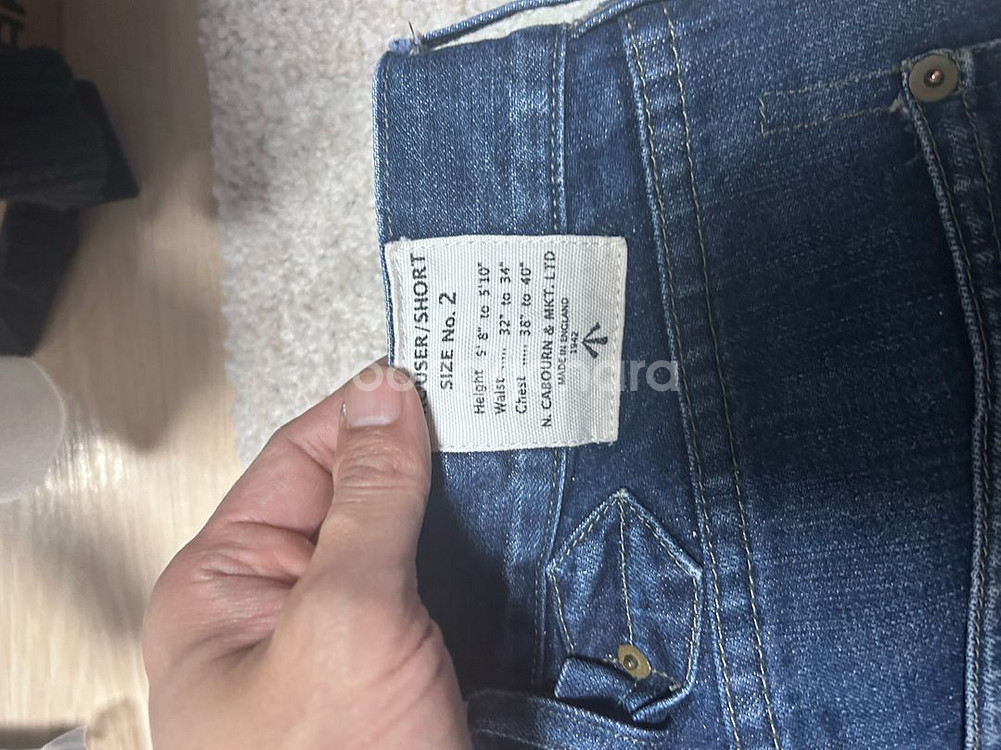 OUSER/SHORT
SIZE No. 2
Height 5' 8" to 5'10"
Waist ...... 32" to 34"
Chest ...... 38" to 40"
N. CABOURN & MKT. LTD
MADE IN ENGLAND
1942